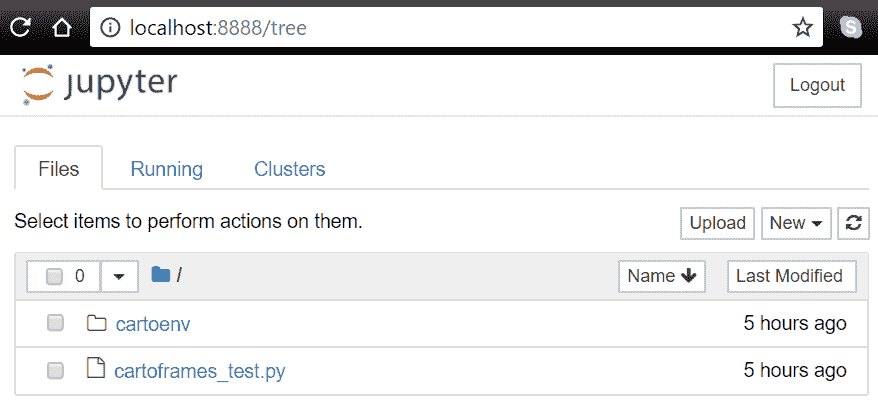 localhost:8888/tree
jupyter
Logout
Files Running Clusters
Select items to perform actions on them.
Upload New
0 / Name Last Modified
cartoenv 5 hours ago
cartoframes_test.py 5 hours ago